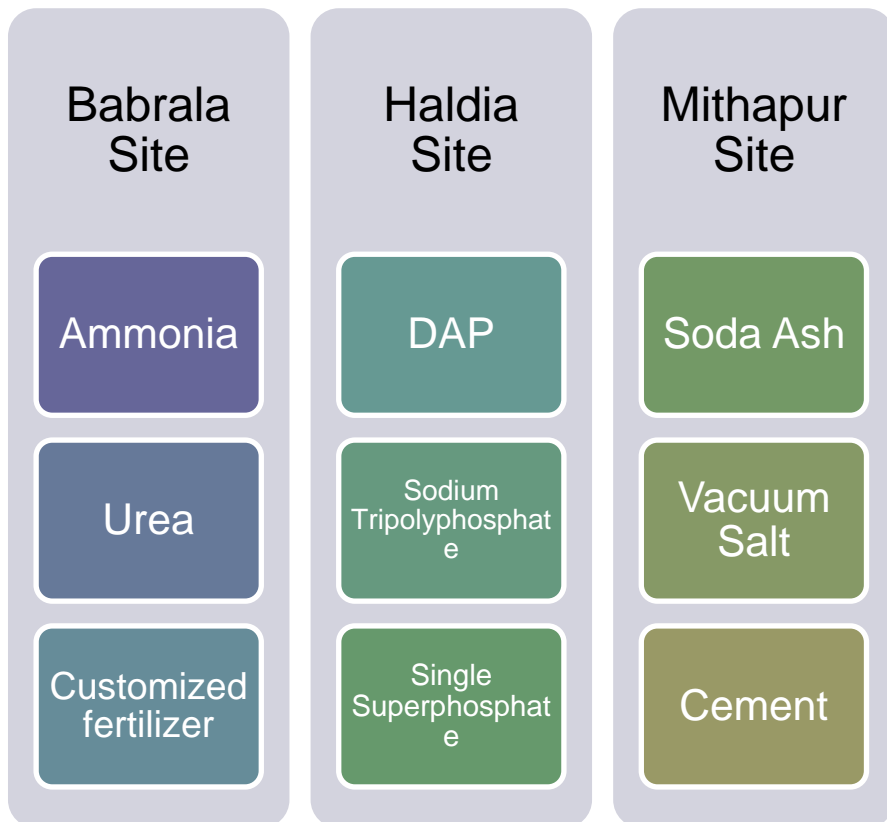 Babrala
Site
Ammonia
Urea
Customized
fertilizer
Haldia
Site
DAP
Sodium
Tripolyphosphat
e
Single
Superphosphat
e
Mithapur
Site
Soda Ash
Vacuum
Salt
Cement